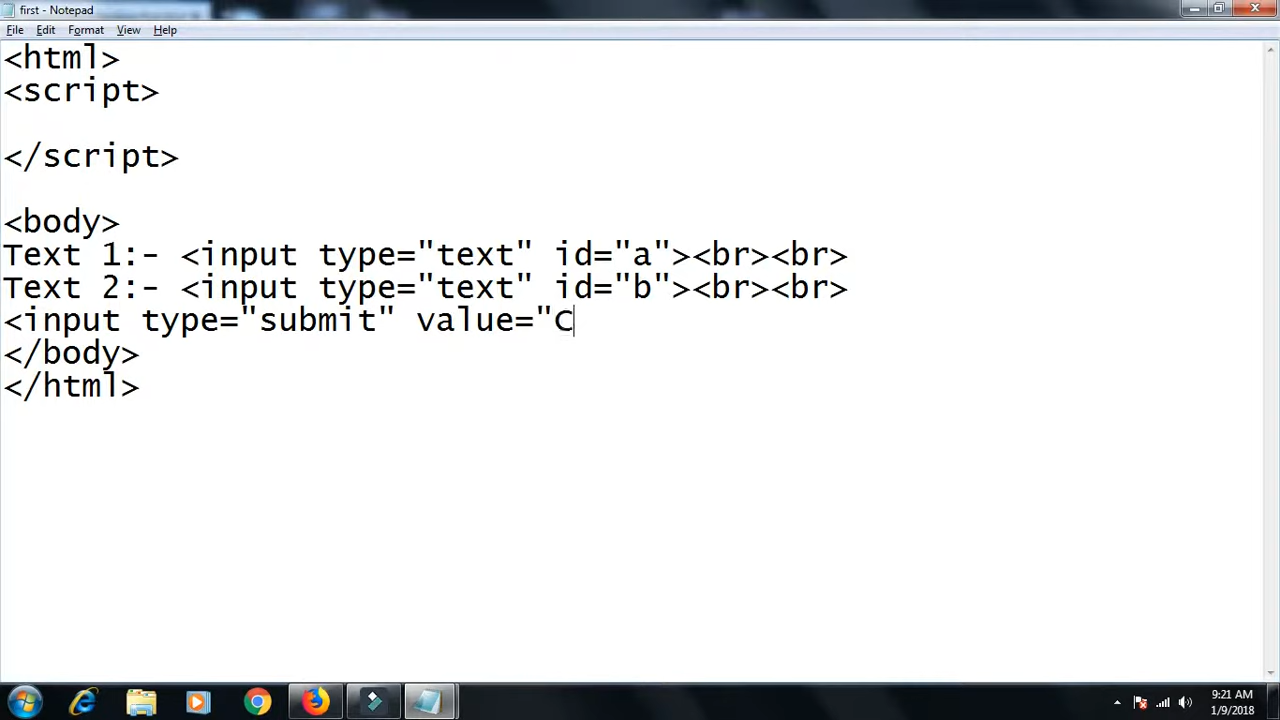 first - Notepad
File Edit Format View Help
<html>
<script>
</script>
<body>
Text 1:- <input type="text" id="a"><br><br>
Text 2:- <input type="text" id="b"><br><br>
<input type="submit" value="C
</body>
</html>
9:21 AM
1/9/2018